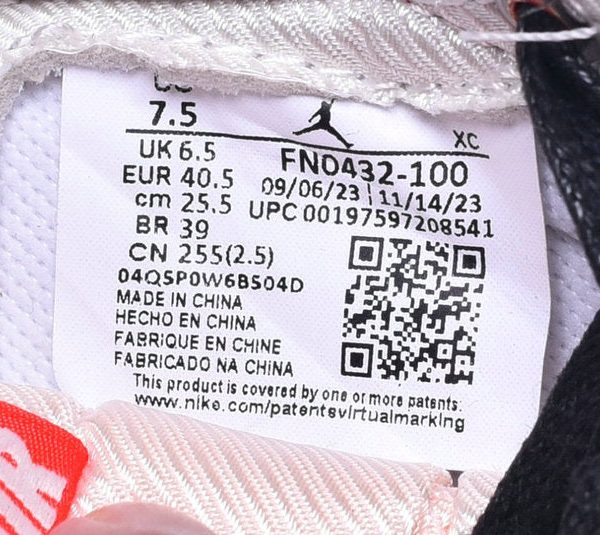 7.5
XC
UK 6.5
FN0432-100
EUR 40.5
09/06/23 | 11/14/23
cm 25.5
UPC 00197597208541
BR 39
CN 255(2.5)
04Q5P0W6BS04D
MADE IN CHINA
HECHO EN CHINA
FABRIQUE EN CHINE
FABRICADO NA CHINA
This product is covered by one or more patents:
www.nike.com/patentsvirtualmarking